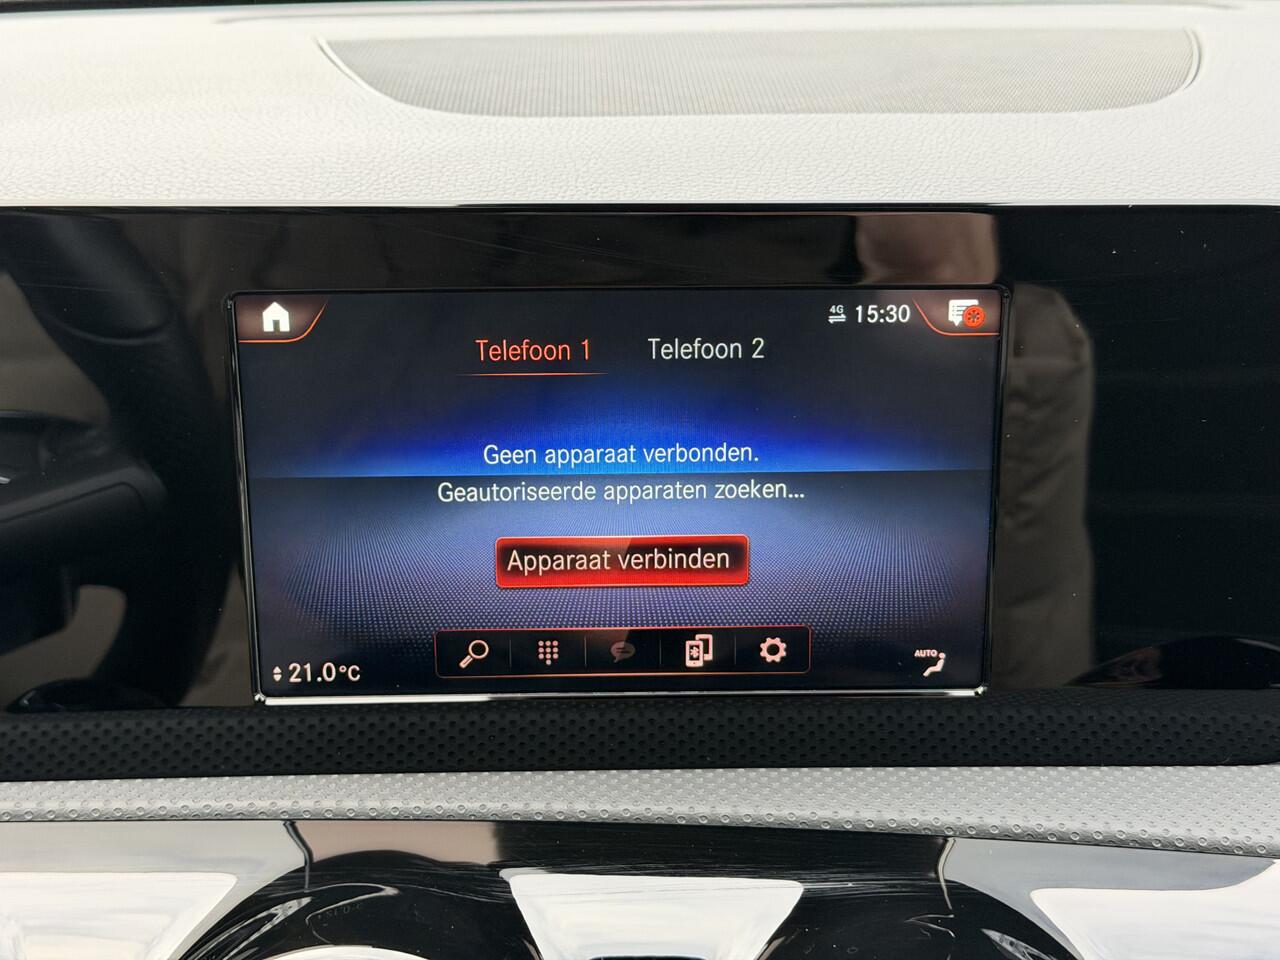 4G 15:30
Telefoon 1 Telefoon 2
Geen apparaat verbonden.
Geautoriseerde apparaten zoeken...
Apparaat verbinden
21.0°C
AUTO